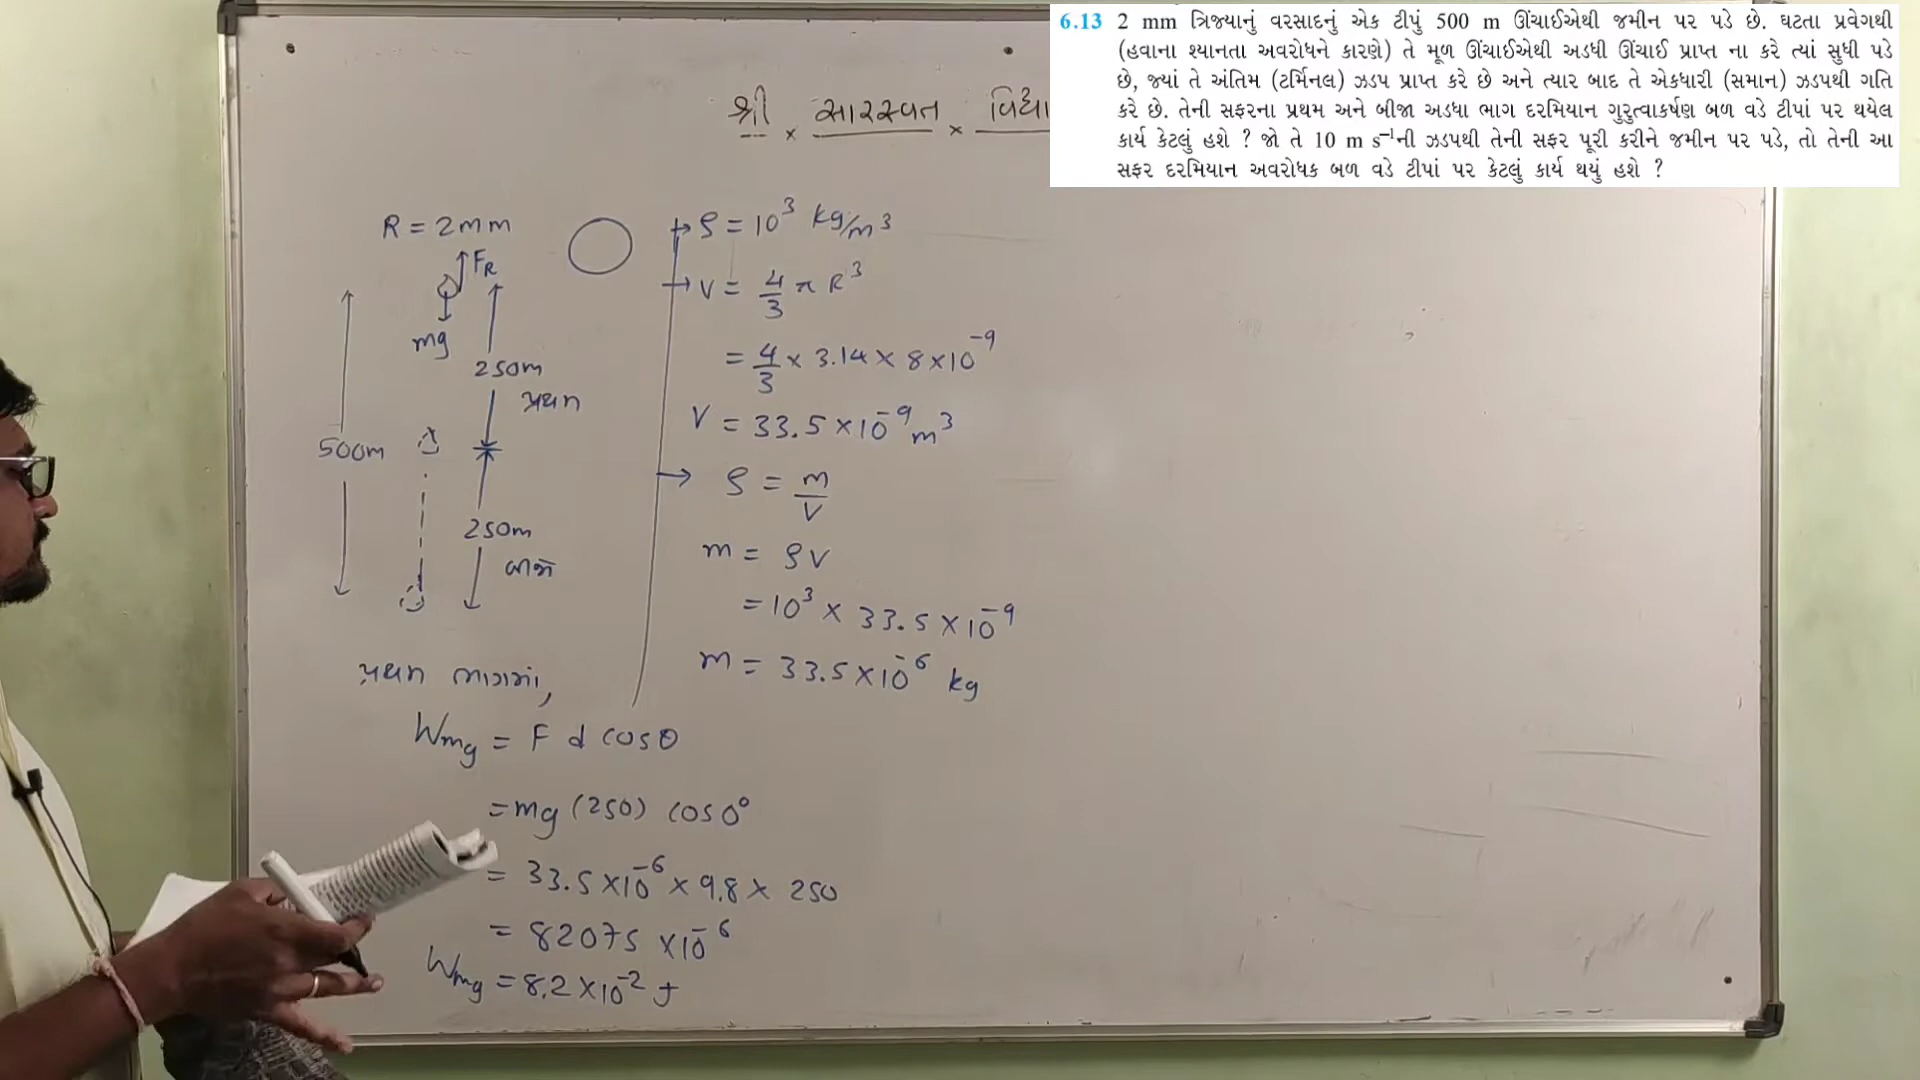 6.13 2 mm ત્રિજ્યાનું વરસાદનું એક ટીપું 500 m ઊંચાઈએથી જમીન પર પડે છે. ઘટતા પ્રવેગથી
(હવાના શ્યાનતા અવરોધને કારણે) તે મૂળ ઊંચાઈએથી અડધી ઊંચાઈ પ્રાપ્ત ના કરે ત્યાં સુધી પડે
છે, જ્યાં તે અંતિમ (ટર્મિનલ) ઝડપ પ્રાપ્ત કરે છે અને ત્યાર બાદ તે એકધારી (સમાન) ઝડપથી ગતિ
કરે છે. તેની સફરના પ્રથમ અને બીજા અડધા ભાગ દરમિયાન ગુરુત્વાકર્ષણ બળ વડે ટીપાં પર થયેલ
કાર્ય કેટલું હશે ? જો તે 10 m s⁻¹ની ઝડપથી તેની સફર પૂરી કરીને જમીન પર પડે, તો તેની આ
સફર દરમિયાન અવરોધક બળ વડે ટીપાં પર કેટલું કાર્ય થયું હશે ?
શ્રી × સારસ્વત × વિદ્યા
R = 2mm
F_R
mg
250m
પ્રથમ
500m
250m
પ્રથમ ભાગમાં,
W_mg = F d cosθ
= mg (250) cos0°
= 33.5 × 10⁻⁶ × 9.8 × 250
= 82075 × 10⁻⁶
W_mg = 8.2 × 10⁻² J
→ ρ = 10³ kg/m³
→ V = 4/3 π R³
= 4/3 × 3.14 × 8 × 10⁻⁹
V = 33.5 × 10⁻⁹ m³
→ ρ = m/V
m = ρV
= 10³ × 33.5 × 10⁻⁹
m = 33.5 × 10⁻⁶ kg